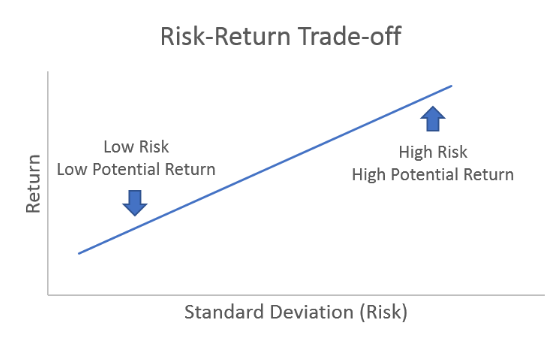 Risk-Return Trade-off
Low Risk
Low Potential Return
High Risk
High Potential Return
Return
Standard Deviation (Risk)